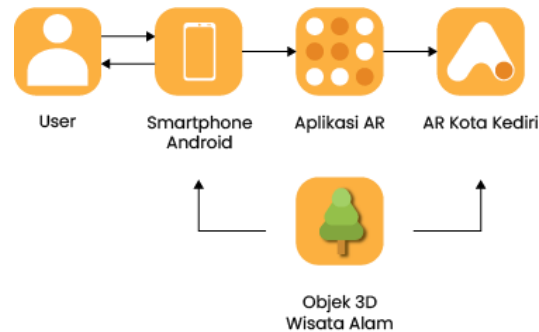 User
Smartphone
Android
Aplikasi AR
AR Kota Kediri
Objek 3D
Wisata Alam